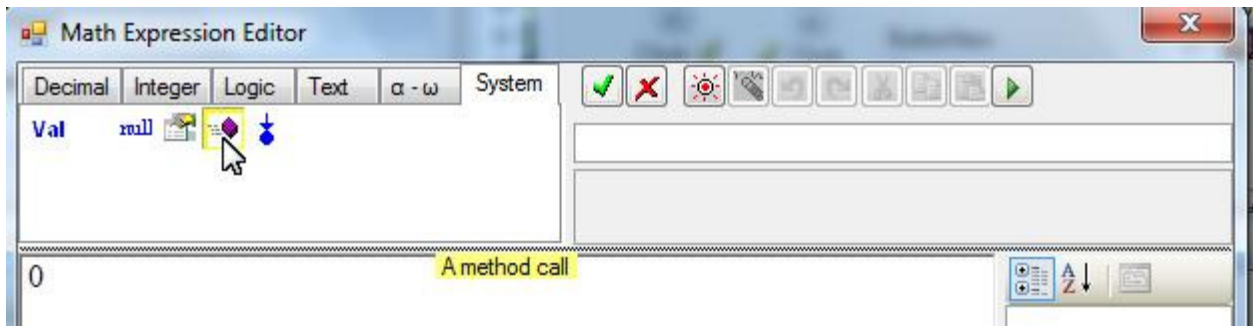 Math Expression Editor
Decimal Integer Logic Text α - ω System
Val null
A method call
0
A
Z